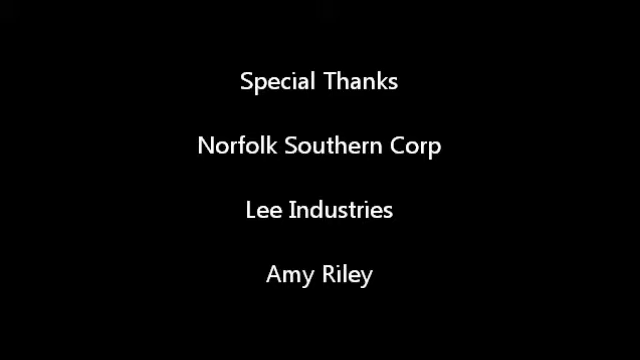 Special Thanks
Norfolk Southern Corp
Lee Industries
Amy Riley